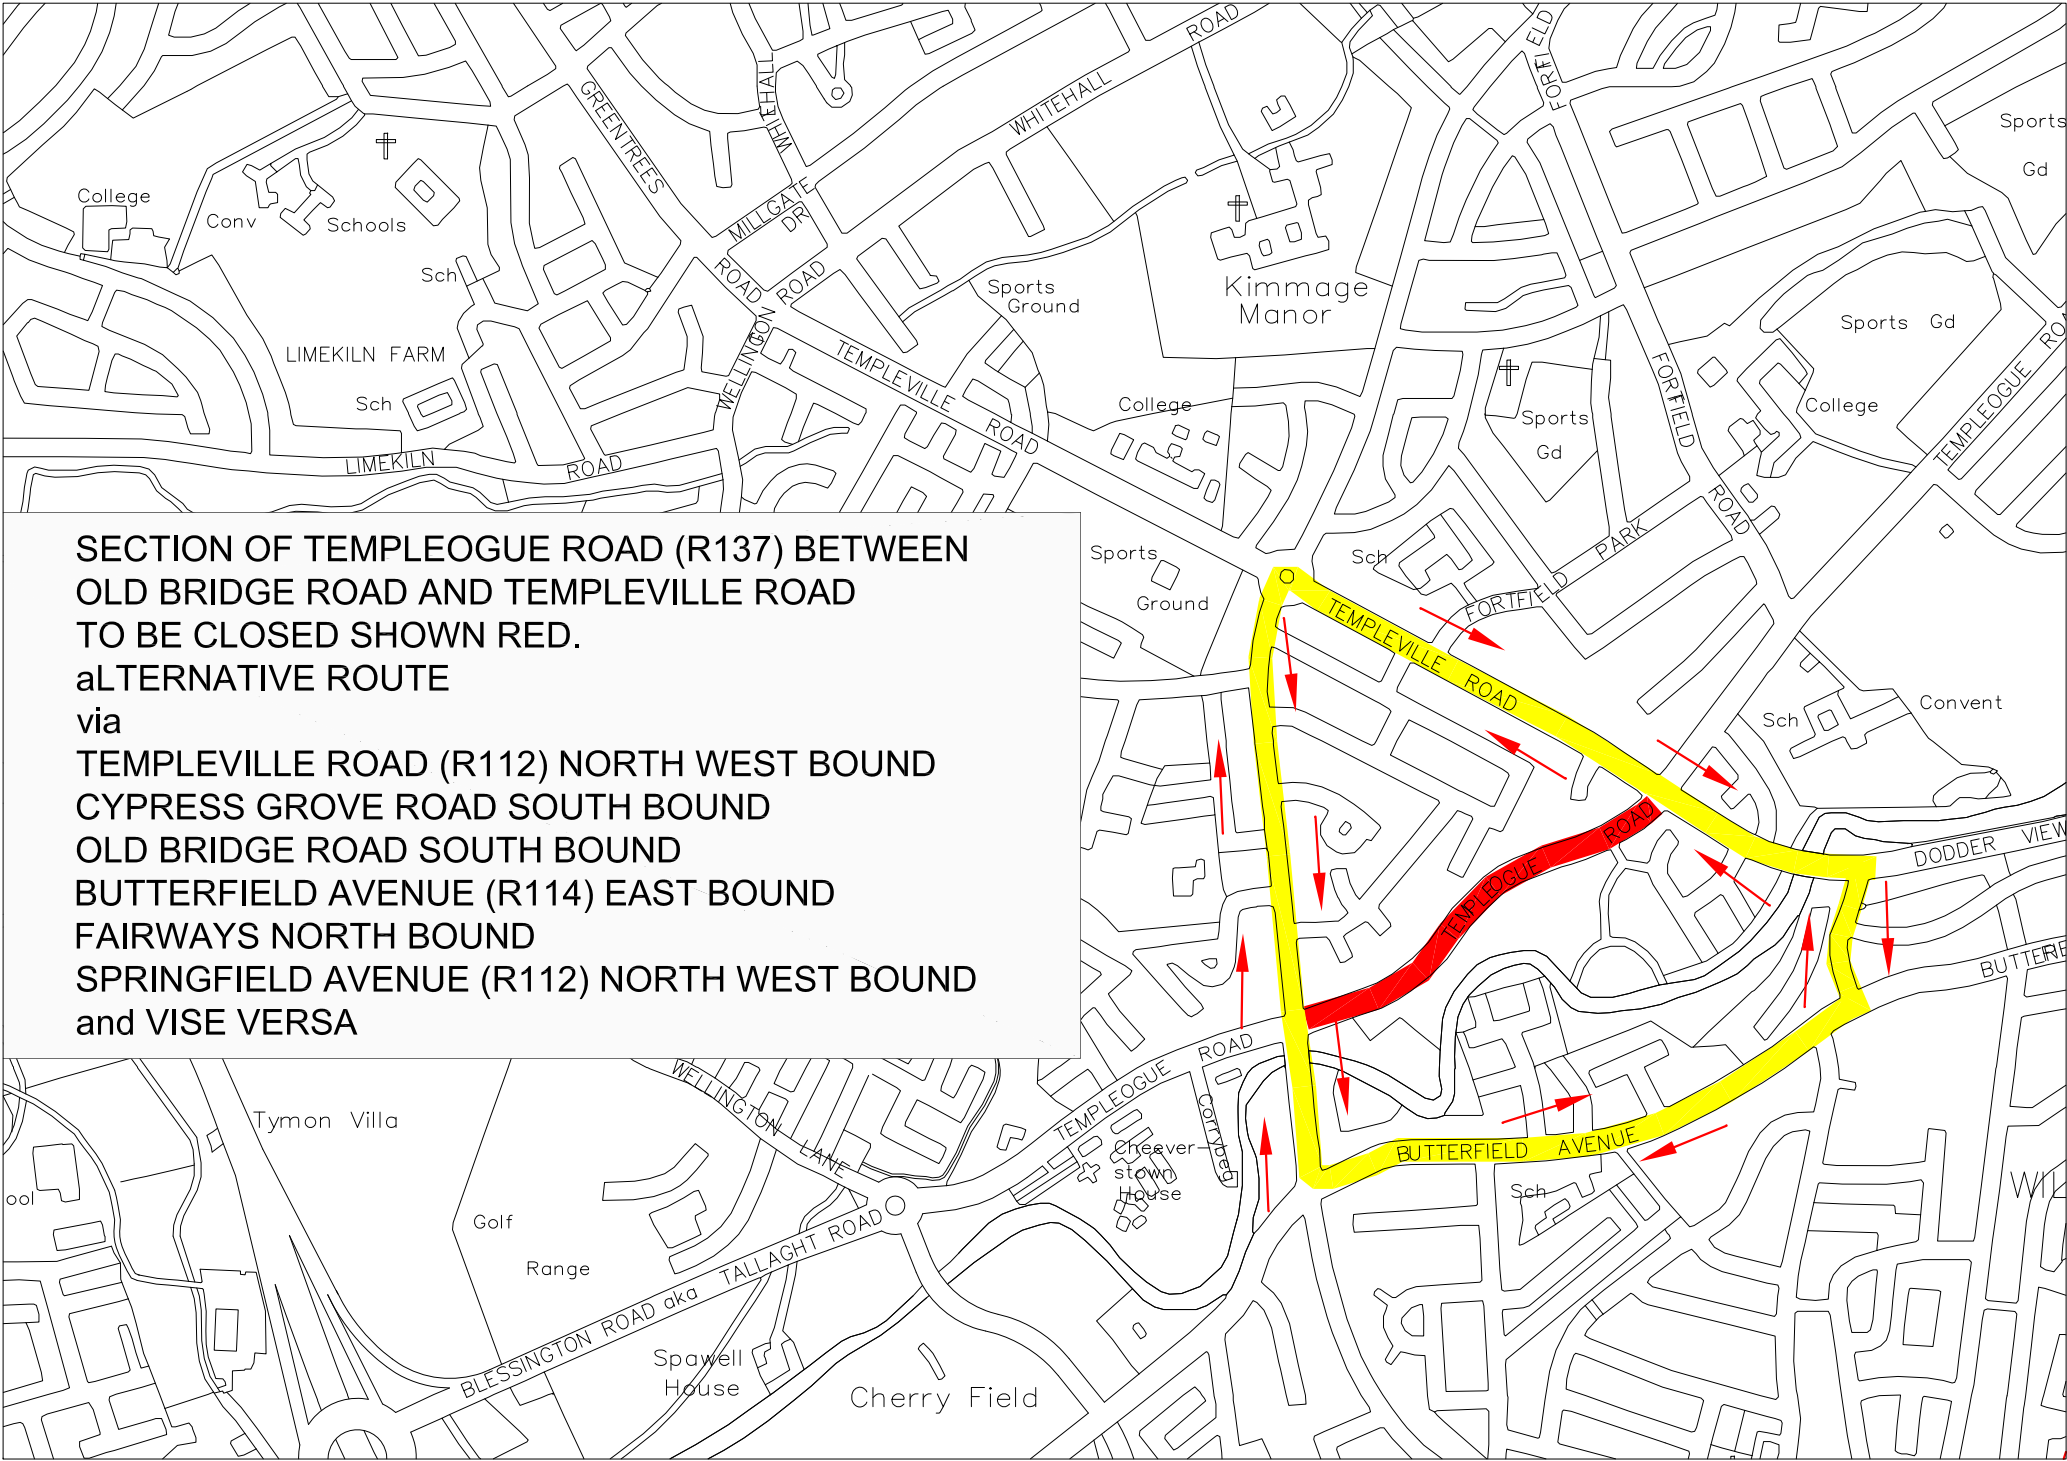 ROAD
FORTFIELD
WHITEHALL
WHITEHALL
GREENTREES
Sports
Gd
College
Conv
Schools
MILLGATE
DR
Sch
ROAD
ROAD
Sports
Ground
Kimmage
Manor
Sports Gd
LIMEKILN FARM
WELLINGTON
TEMPLEVILLE
ROAD
FORTFIELD
ROAD
TEMPLEOGUE
Sch
College
Sports
Gd
College
LIMEKILN
ROAD
SECTION OF TEMPLEOGUE ROAD (R137) BETWEEN
OLD BRIDGE ROAD AND TEMPLEVILLE ROAD
TO BE CLOSED SHOWN RED.
aLTERNATIVE ROUTE
via
TEMPLEVILLE ROAD (R112) NORTH WEST BOUND
CYPRESS GROVE ROAD SOUTH BOUND
OLD BRIDGE ROAD SOUTH BOUND
BUTTERFIELD AVENUE (R114) EAST BOUND
FAIRWAYS NORTH BOUND
SPRINGFIELD AVENUE (R112) NORTH WEST BOUND
and VISE VERSA
Sports
Ground
Sch
FORTFIELD
PARK
TEMPLEVILLE
ROAD
Sch
Convent
TEMPLEOGUE
ROAD
DODDER VIEW
WELLINGTON
LANE
TEMPLEOGUE
ROAD
Corrybeg
Cheever-
stown
House
BUTTERFIELD AVENUE
Sch
Tymon Villa
Golf
Range
BLESSINGTON ROAD aka TALLAGHT ROAD
Spawell
House
Cherry Field
ool
WIL